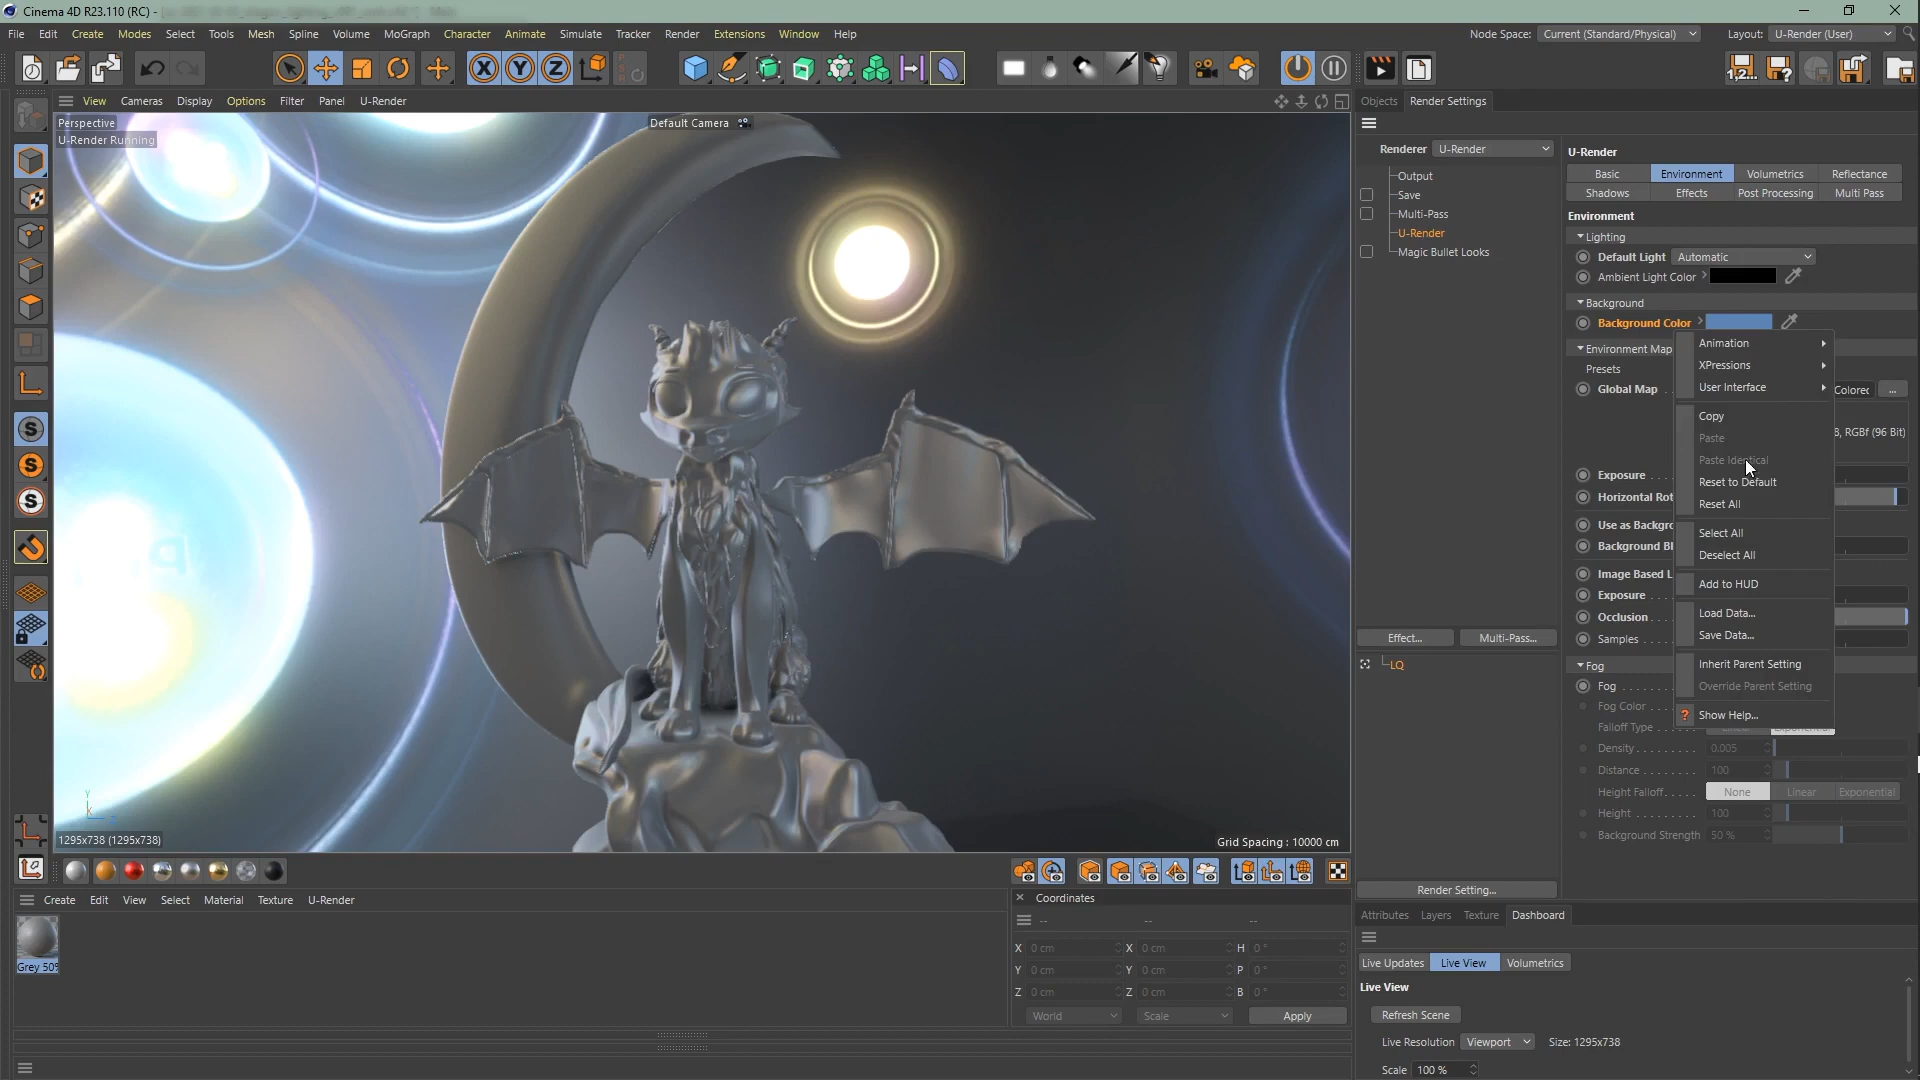 Cinema 4D R23.110 (RC) -
File Edit Create Modes Select Tools Mesh Spline Volume MoGraph Character Animate Simulate Tracker Render Extensions Window Help
Node Space: Current (Standard/Physical) Layout: U-Render (User)
View Cameras Display Options Filter Panel U-Render
Objects Render Settings
Perspective
Default Camera
U-Render Running
Renderer U-Render
Output
Save
Multi-Pass
U-Render
Magic Bullet Looks
Effect... Multi-Pass...
LQ
Render Setting...
U-Render
Basic Environment Volumetrics Reflectance
Shadows Effects Post Processing Multi Pass
Environment
Lighting
Default Light Automatic
Ambient Light Color
Background
Background Color
Environment Map
Presets
Global Map . Colorec ...
8, RGBf (96 Bit)
Exposure . . .
Horizontal Rot
Use as Backgro
Background Bl
Image Based L
Exposure . . . .
Occlusion . . . .
Samples . . .
Fog
Fog . . . . . . . .
Fog Color . . . .
Falloff Type . . . . . .
Density . . . . . . . . . 0.005
Distance . . . . . . . . 100
Height Falloff. . . . . None Linear Exponential
Height . . . . . . . . . . 100
Background Strength 50 %
Animation
XPressions
User Interface
Copy
Paste
Paste Identical
Reset to Default
Reset All
Select All
Deselect All
Add to HUD
Load Data...
Save Data...
Inherit Parent Setting
Override Parent Setting
? Show Help...
Y
X
1295x738 (1295x738)
Grid Spacing : 10000 cm
Create Edit View Select Material Texture U-Render
Grey 50%
Coordinates
-- -- --
X 0 cm X 0 cm H 0 °
Y 0 cm Y 0 cm P 0 °
Z 0 cm Z 0 cm B 0 °
World Scale Apply
Attributes Layers Texture Dashboard
Live Updates Live View Volumetrics
Live View
Refresh Scene
Live Resolution Viewport Size: 1295x738
Scale 100 %